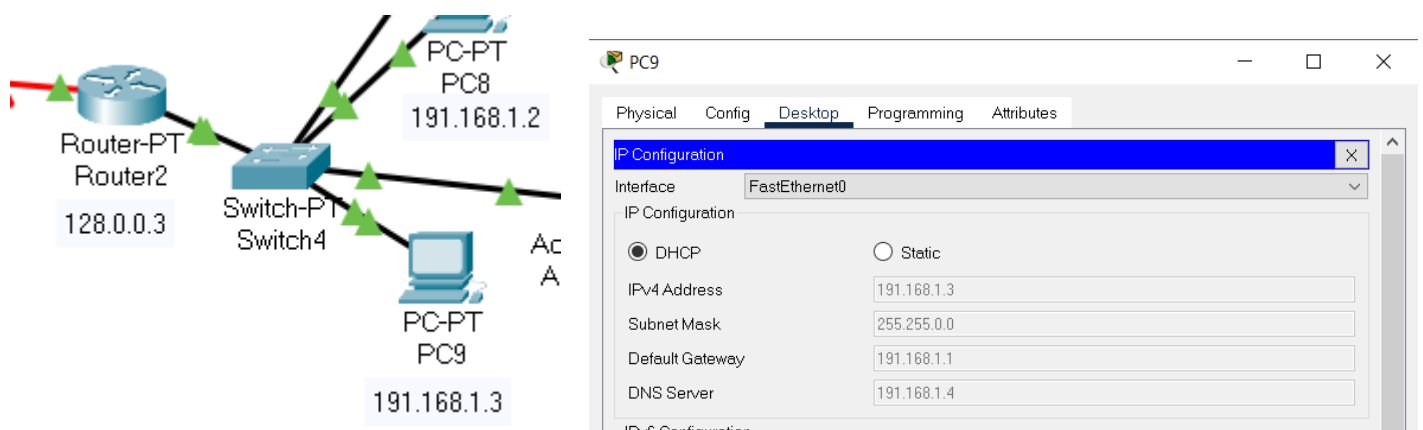 PC-PT
PC8
191.168.1.2
Router-PT
Router2
128.0.0.3
Switch-PT
Switch4
Ac
A
PC-PT
PC9
191.168.1.3
PC9
Physical Config Desktop Programming Attributes
IP Configuration X
Interface FastEthernet0
IP Configuration
DHCP Static
IPv4 Address 191.168.1.3
Subnet Mask 255.255.0.0
Default Gateway 191.168.1.1
DNS Server 191.168.1.4
IPv6 Configuration